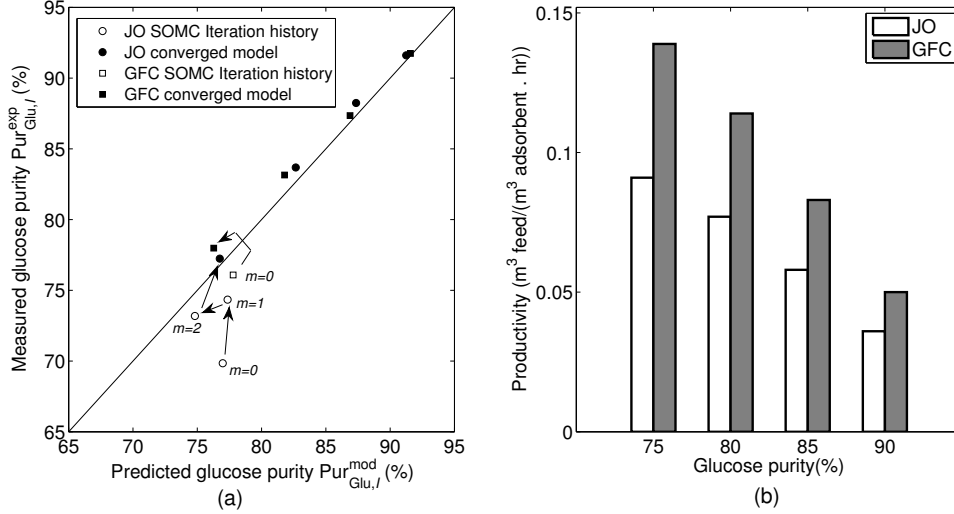 JO SOMC Iteration history
JO converged model
GFC SOMC Iteration history
GFC converged model
95
90
85
80
75
70
65
Measured glucose purity Pur^exp_Glu,I (%)
m=0
m=1
m=2
m=0
65 70 75 80 85 90 95
Predicted glucose purity Pur^mod_Glu,I (%)
(a)
JO
GFC
0.15
0.1
0.05
0
Productivity (m^3 feed/(m^3 adsorbent . hr))
75 80 85 90
Glucose purity(%)
(b)